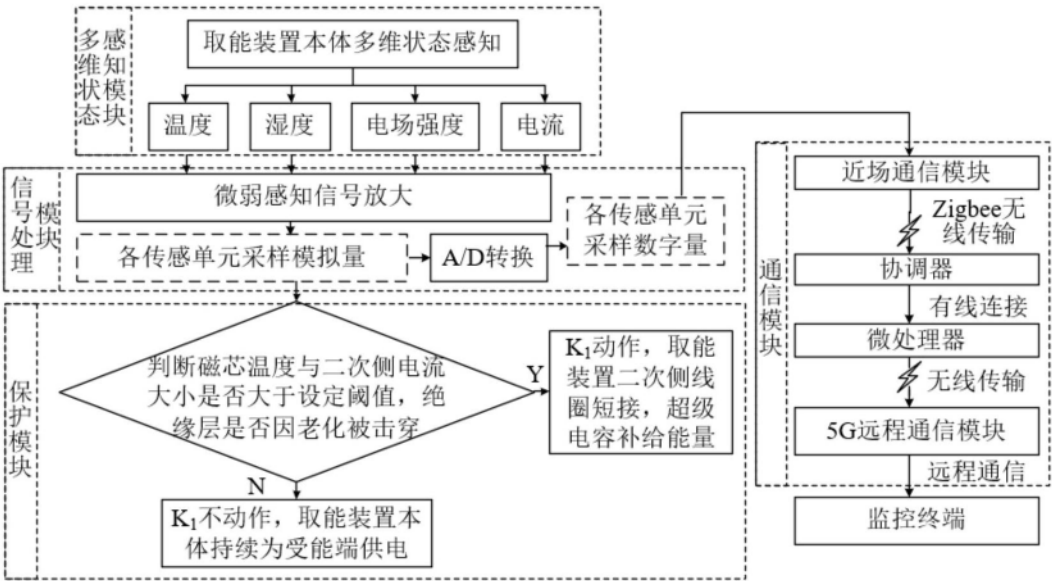 多维状态感知模块
取能装置本体多维状态感知
温度
湿度
电场强度
电流
信号处理模块
微弱感知信号放大
各传感单元采样模拟量
A/D转换
各传感单元
采样数字量
保护模块
判断磁芯温度与二次侧电流
大小是否大于设定阈值，绝
缘层是否因老化被击穿
Y
K₁动作，取能
装置二次侧线
圈短接，超级
电容补给能量
N
K₁不动作，取能装置本
体持续为受能端供电
通信模块
近场通信模块
Zigbee无
线传输
协调器
有线连接
微处理器
无线传输
5G远程通信模块
远程通信
监控终端